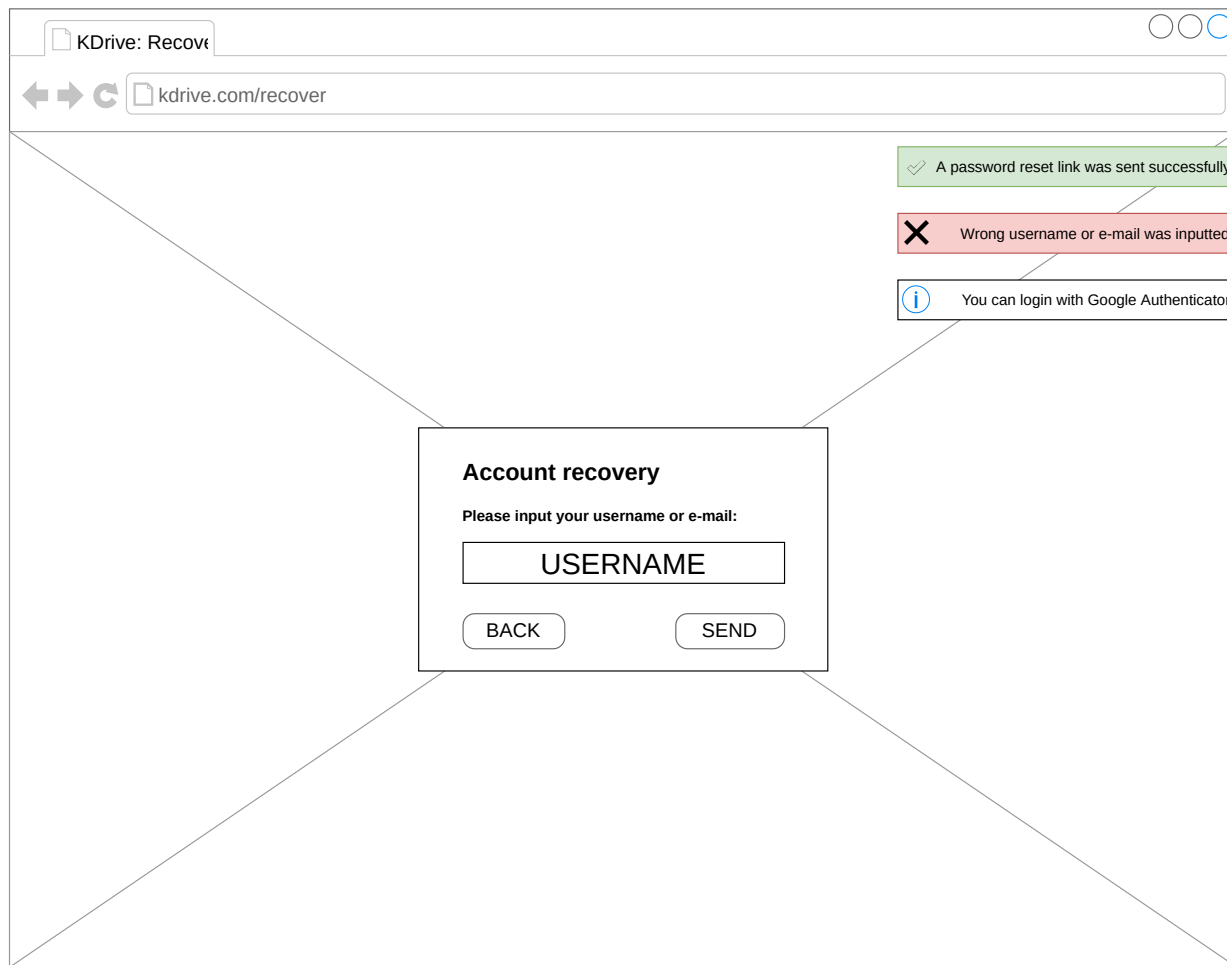 KDrive: Recove
kdrive.com/recover
A password reset link was sent successfully
Wrong username or e-mail was inputted
You can login with Google Authenticator
Account recovery
Please input your username or e-mail:
USERNAME
BACK
SEND